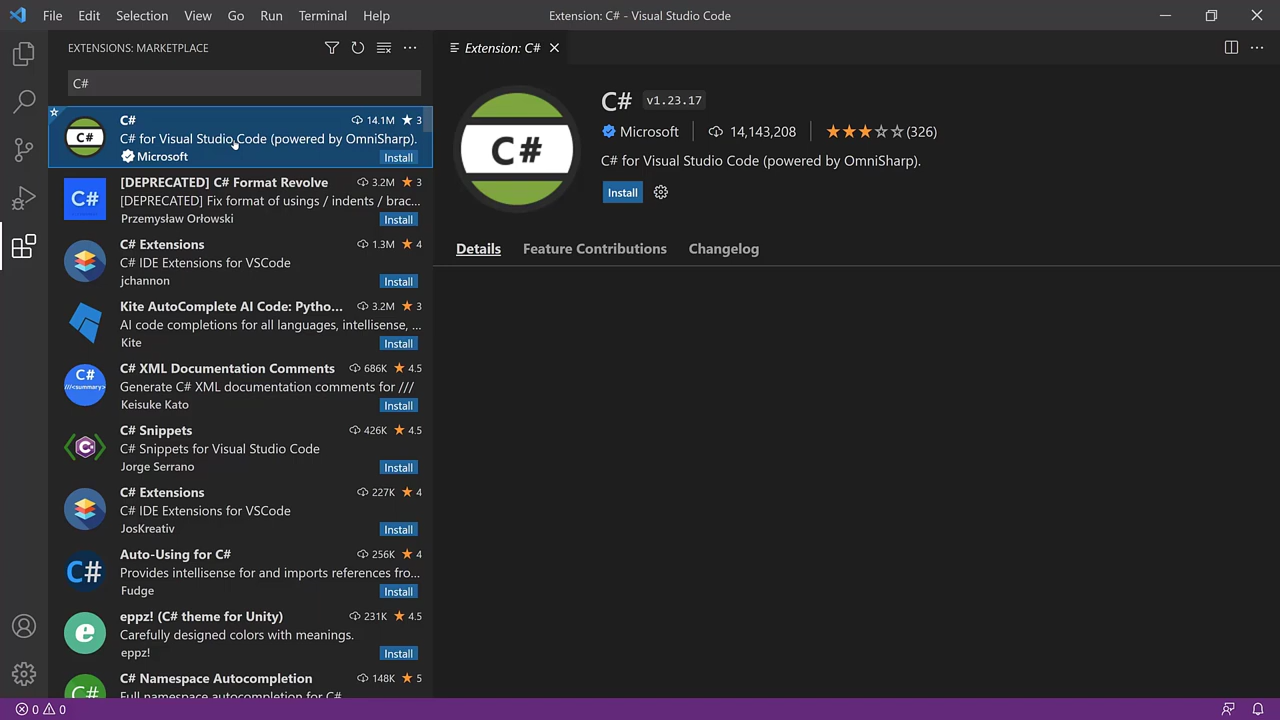 File Edit Selection View Go Run Terminal Help
Extension: C# - Visual Studio Code
EXTENSIONS: MARKETPLACE
C#
C# 14.1M ★ 3
C# for Visual Studio Code (powered by OmniSharp).
Microsoft Install
C#
[DEPRECATED] C# Format Revolve 3.2M ★ 3
[DEPRECATED] Fix format of usings / indents / brac...
Przemysław Orłowski Install
C#
C# Extensions 1.3M ★ 4
C# IDE Extensions for VSCode
jchannon Install
Kite AutoComplete AI Code: Pytho... 3.2M ★ 3
AI code completions for all languages, intellisense, ...
Kite Install
C# XML Documentation Comments 686K ★ 4.5
Generate C# XML documentation comments for ///
Keisuke Kato Install
C#
///<summary>
C# Snippets 426K ★ 4.5
C# Snippets for Visual Studio Code
Jorge Serrano Install
C# Extensions 227K ★ 4
C# IDE Extensions for VSCode
JosKreativ Install
Auto-Using for C# 256K ★ 4
Provides intellisense for and imports references fro...
Fudge Install
C#
eppz! (C# theme for Unity) 231K ★ 4.5
Carefully designed colors with meanings.
eppz! Install
e
C# Namespace Autocompletion 148K ★ 5
Full namespace autocompletion for C#
C#
Extension: C#
C#
C# v1.23.17
Microsoft | 14,143,208 | ★★★☆☆ (326)
C# for Visual Studio Code (powered by OmniSharp).
Install
Details Feature Contributions Changelog
0 0